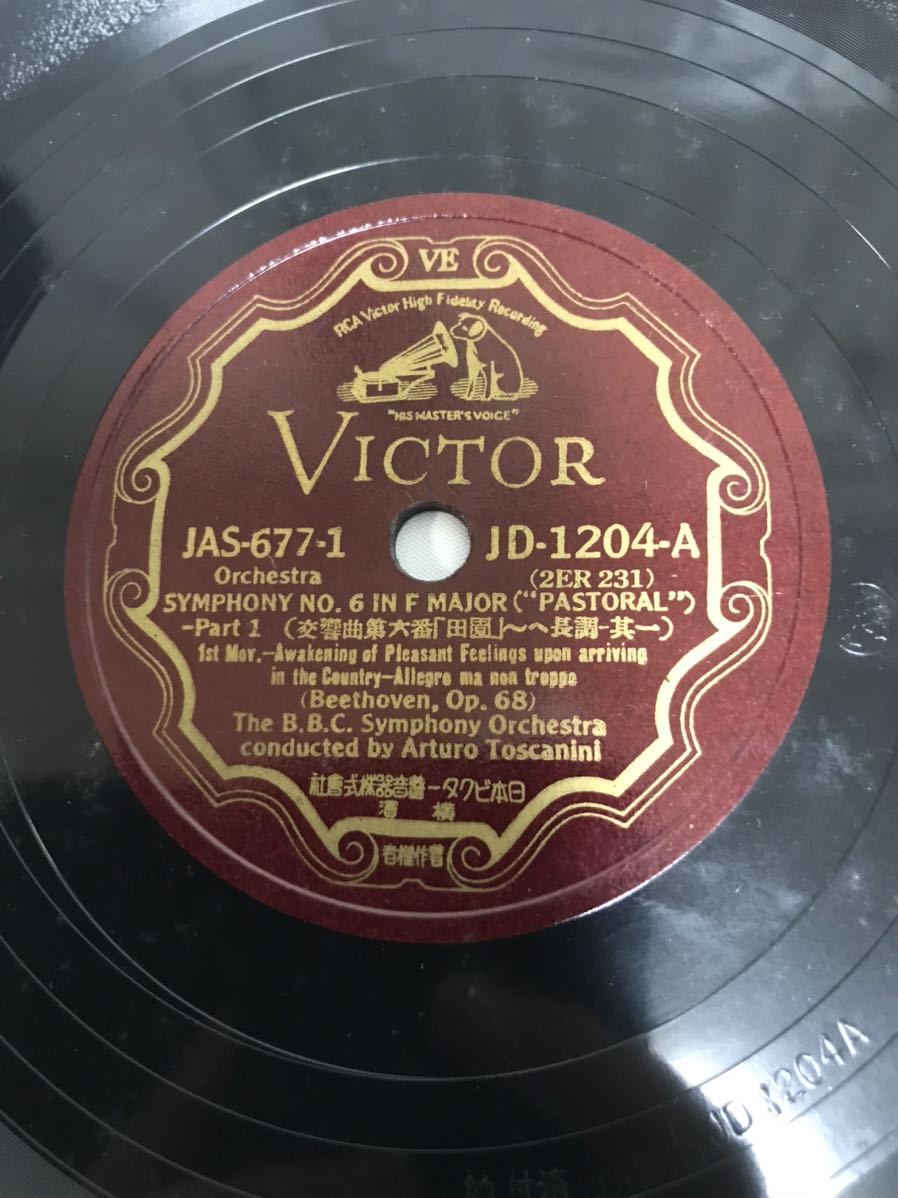 VE
RCA Victor High Fidelity Recording
"HIS MASTER'S VOICE"
VICTOR
JAS-677-1 JD-1204-A
Orchestra (2ER 231)
SYMPHONY NO. 6 IN F MAJOR ("PASTORAL")
-Part 1 (交響曲第六番「田園」〜ヘ長調-其一)
1st Mov.-Awakening of Pleasant Feelings upon arriving
in the Country-Allegro ma non troppo
(Beethoven, Op. 68)
The B.B.C. Symphony Orchestra
conducted by Arturo Toscanini
社會式株器音蓄ータクビ本日
濱橫
音權作著
JD 1204A